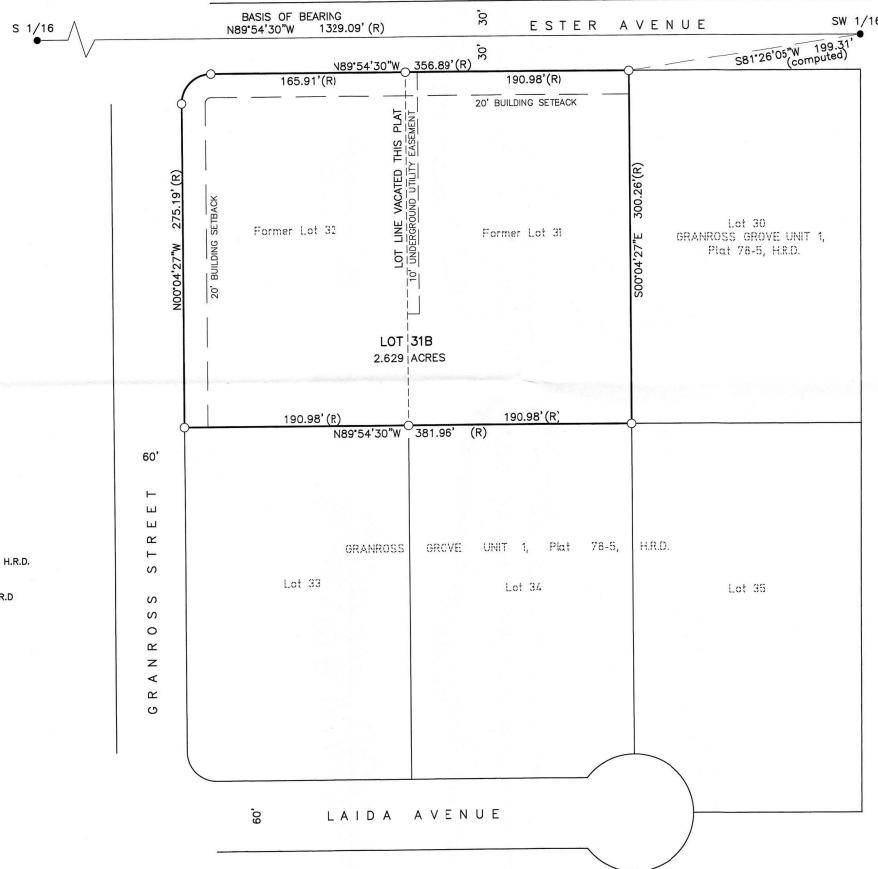 BASIS OF BEARING
N89°54'30"W 1329.09' (R)
S 1/16
30'
ESTER AVENUE
SW 1/16
30'
S81°26'05"W 199.31'
(computed)
N89°54'30"W 356.89' (R)
165.91'(R)
190.98'(R)
20' BUILDING SETBACK
N00°04'27"W 275.19' (R)
20' BUILDING SETBACK
LOT LINE VACATED THIS PLAT
10' UNDERGROUND UTILITY EASEMENT
S00°04'27"E 300.26'(R)
Former Lot 32
Former Lot 31
Lot 30
GRANROSS GROVE UNIT 1,
Plat 78-5, H.R.D.
LOT 31B
2.629 ACRES
190.98' (R)
190.98' (R)
N89°54'30"W 381.96' (R)
60'
GRANROSS STREET
GRANROSS GROVE UNIT 1, Plat 78-5, H.R.D.
H.R.D.
R.D
Lot 33
Lot 34
Lot 35
60'
LAIDA AVENUE